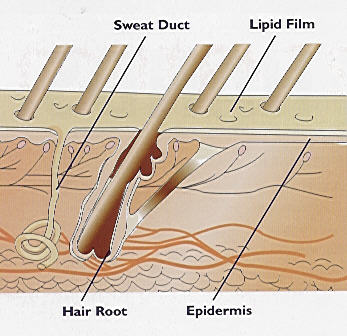 Sweat Duct
Lipid Film
Hair Root
Epidermis